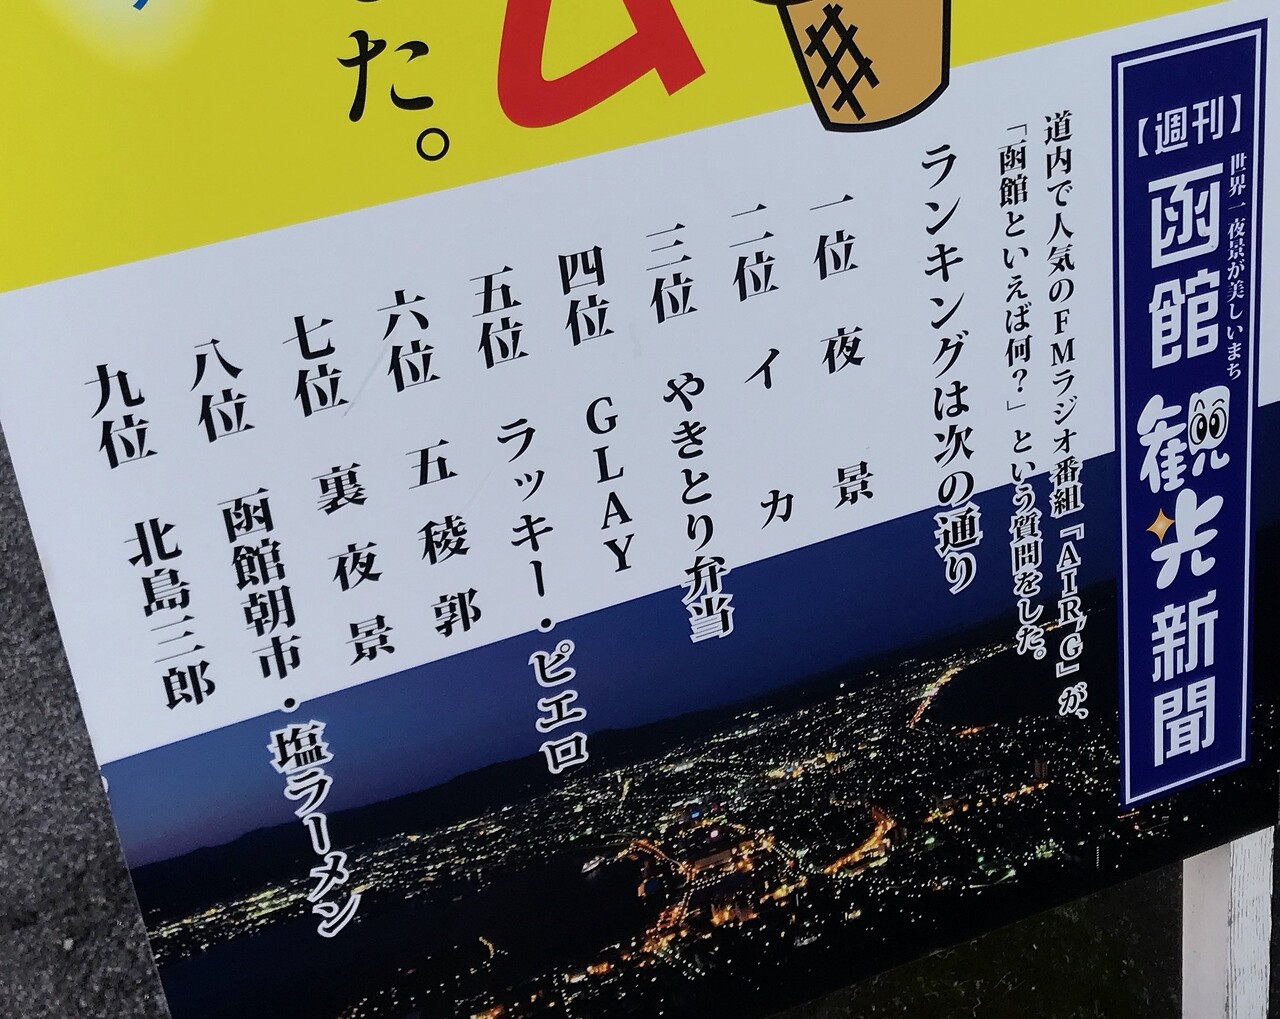 【週刊】
世界一夜景が美しいまち
函館観光新聞
道内で人気のFMラジオ番組『AIR'G』が、
「函館といえば何？」という質問をした。
ランキングは次の通り
一位 夜景
二位 イカ
三位 やきとり弁当
四位 GLAY
五位 ラッキー・ピエロ
六位 五稜郭
七位 裏夜景
八位 函館朝市・塩ラーメン
九位 北島三郎
ム
した。